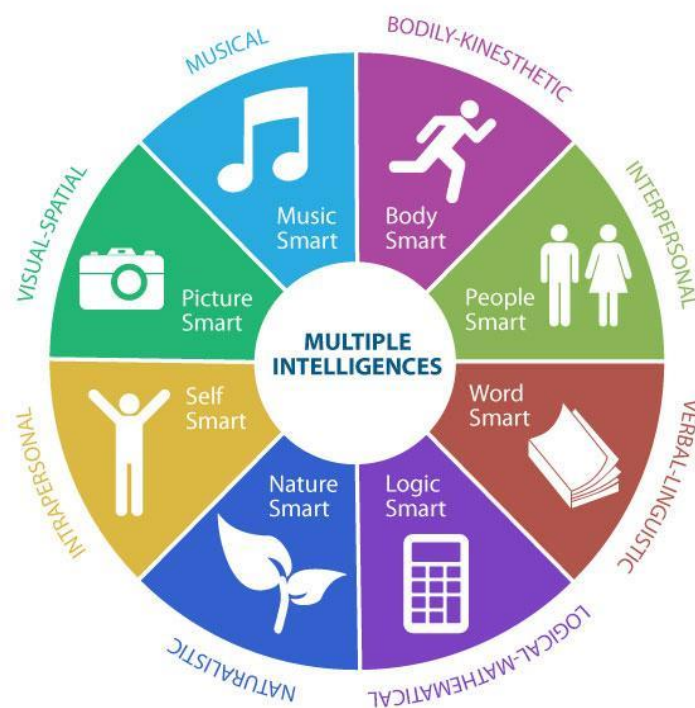 MUSICAL
BODILY-KINESTHETIC
VISUAL-SPATIAL
INTERPERSONAL
Music
Smart
Body
Smart
Picture
Smart
People
Smart
MULTIPLE
INTELLIGENCES
Self
Smart
Word
Smart
Nature
Smart
Logic
Smart
INTRAPERSONAL
VERBAL-LINGUISTIC
NATURALISTIC
LOGICAL-MATHEMATICAL